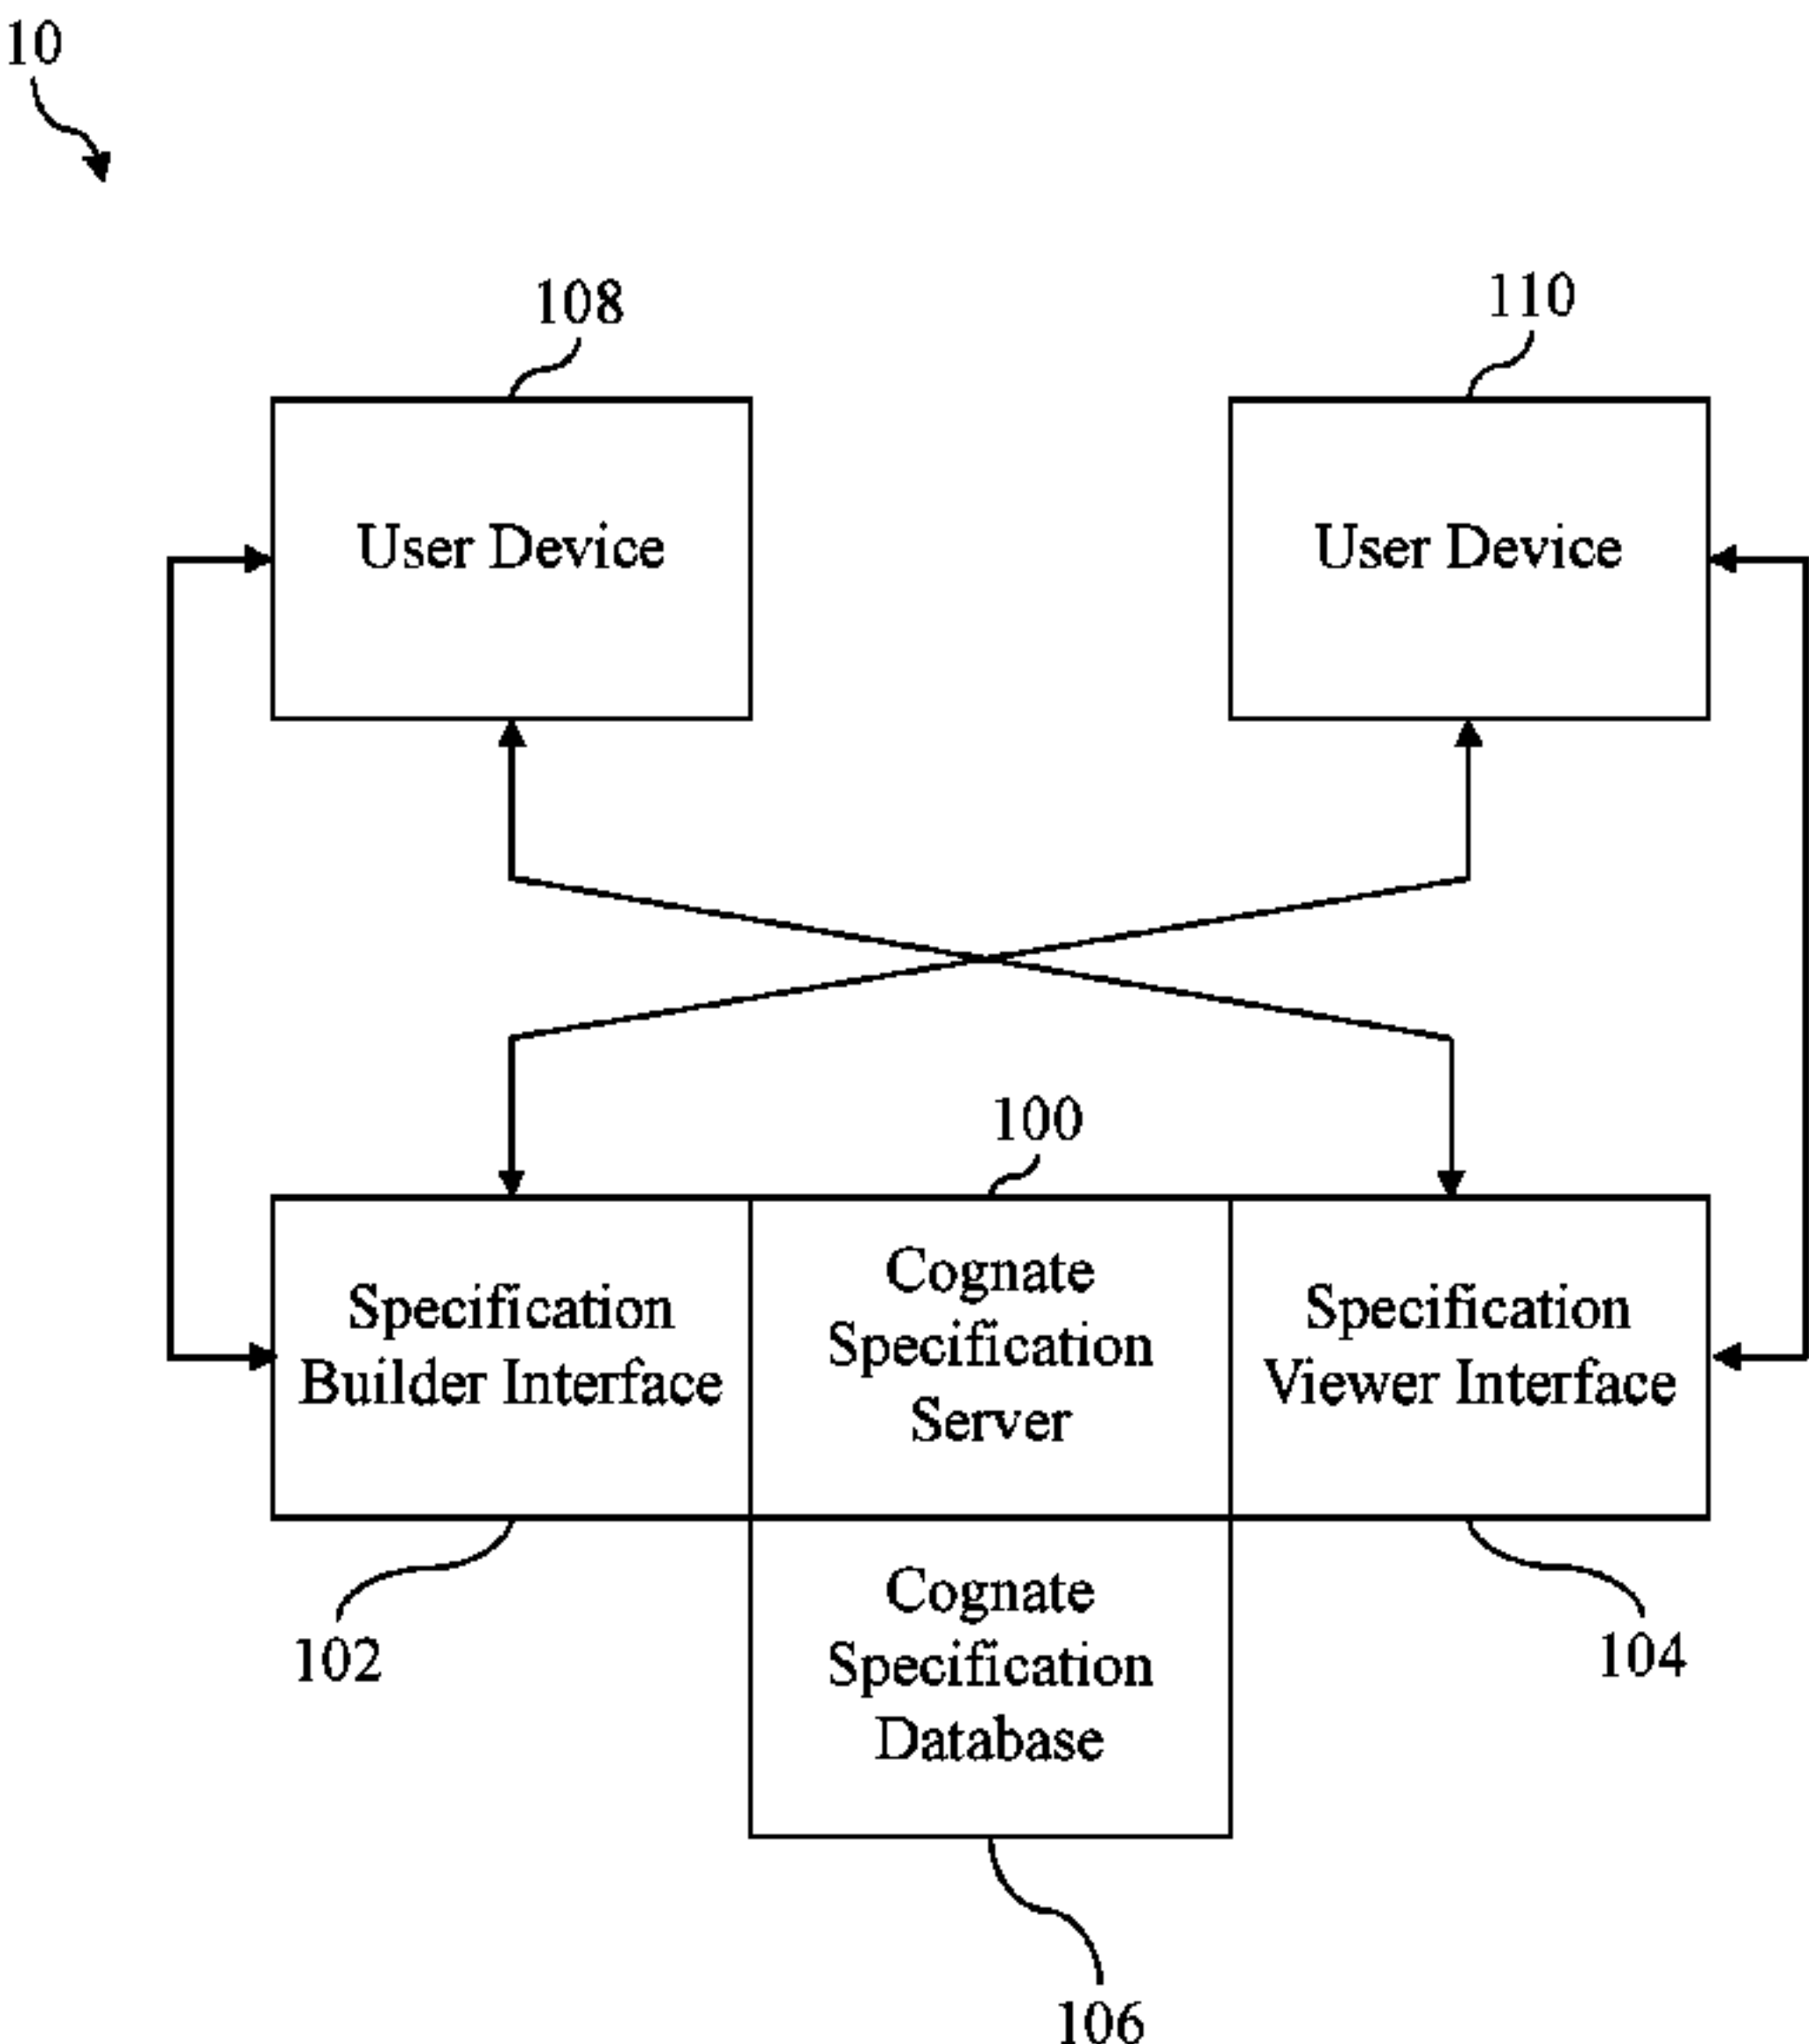 10
108
110
User Device
User Device
100
Specification
Builder Interface
Cognate
Specification
Server
Specification
Viewer Interface
102
Cognate
Specification
Database
104
106